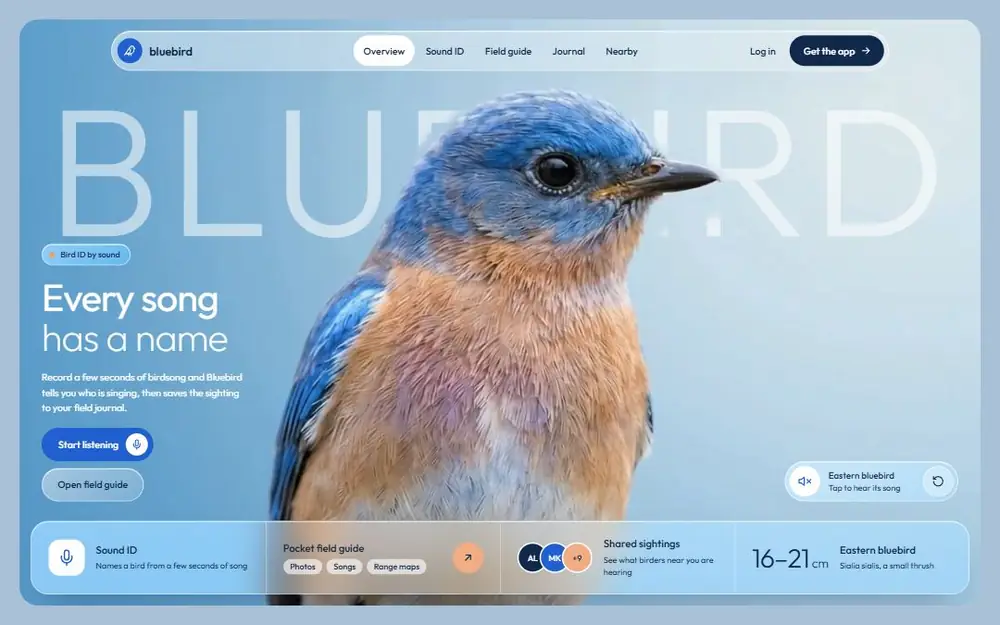 bluebird
Overview
Sound ID
Field guide
Journal
Nearby
Log in
Get the app
BLUEBIRD
Bird ID by sound
Every song
has a name
Record a few seconds of birdsong and Bluebird
tells you who is singing, then saves the sighting
to your field journal.
Start listening
Open field guide
Eastern bluebird
Tap to hear its song
Sound ID
Names a bird from a few seconds of song
Pocket field guide
Photos
Songs
Range maps
AL
MK
+9
Shared sightings
See what birders near you are
hearing
16–21 cm
Eastern bluebird
Sialia sialis, a small thrush